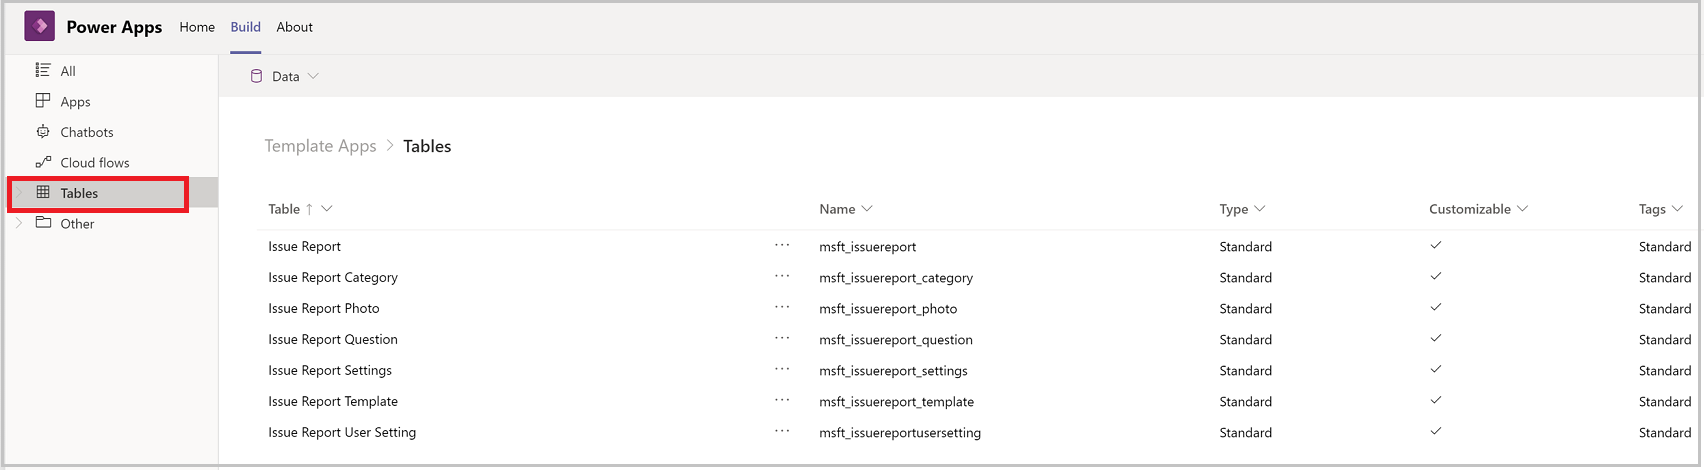 Power Apps Home Build About
All
Apps
Chatbots
Cloud flows
Tables
Other
Data
Template Apps > Tables
Table ↑ Name Type Customizable Tags
Issue Report ··· msft_issuereport Standard ✓ Standard
Issue Report Category ··· msft_issuereport_category Standard ✓ Standard
Issue Report Photo ··· msft_issuereport_photo Standard ✓ Standard
Issue Report Question ··· msft_issuereport_question Standard ✓ Standard
Issue Report Settings ··· msft_issuereport_settings Standard ✓ Standard
Issue Report Template ··· msft_issuereport_template Standard ✓ Standard
Issue Report User Setting ··· msft_issuereportusersetting Standard ✓ Standard